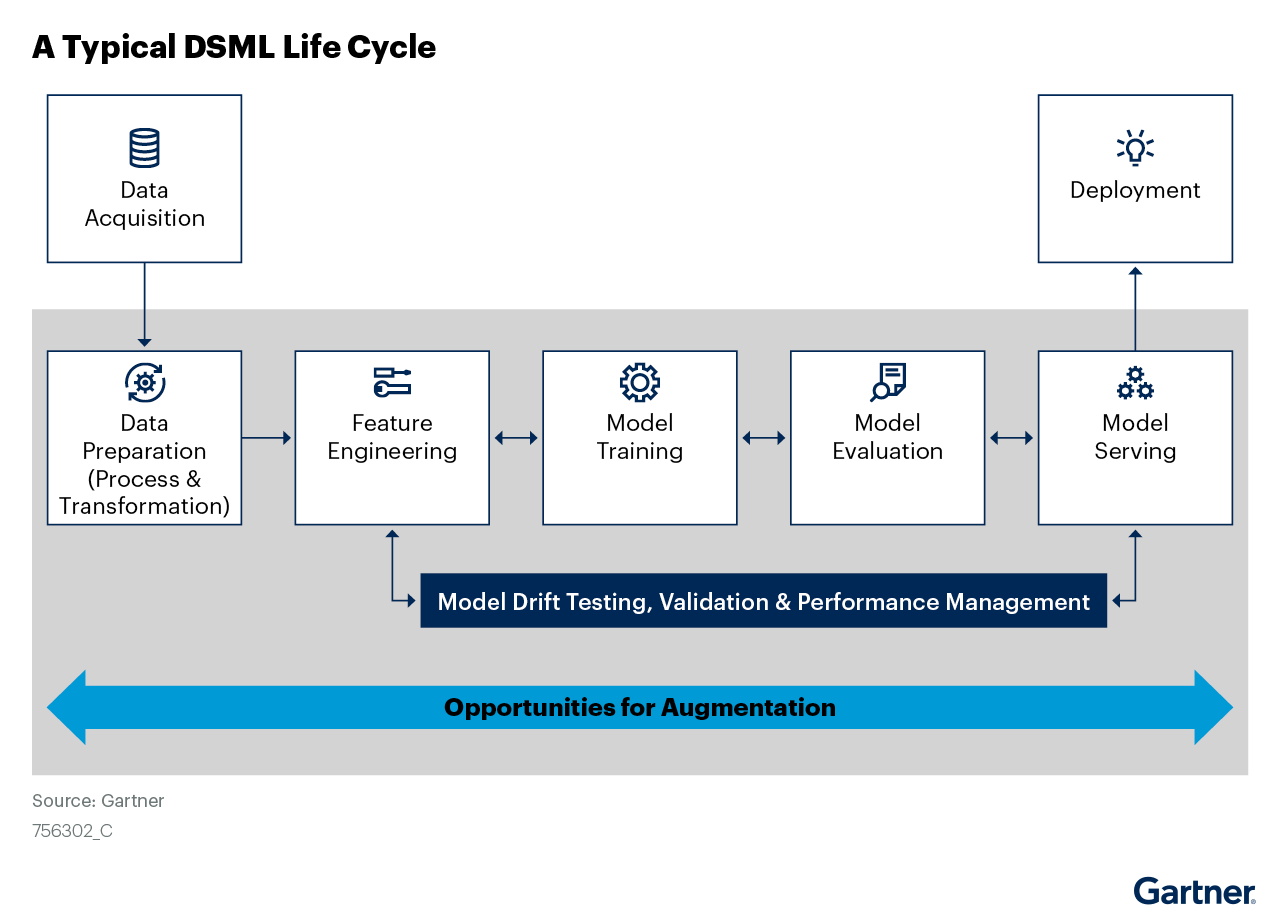 A Typical DSML Life Cycle
Data
Acquisition
Deployment
Data
Preparation
(Process &
Transformation)
Feature
Engineering
Model
Training
Model
Evaluation
Model
Serving
Model Drift Testing, Validation & Performance Management
Opportunities for Augmentation
Source: Gartner
756302_C
Gartner®